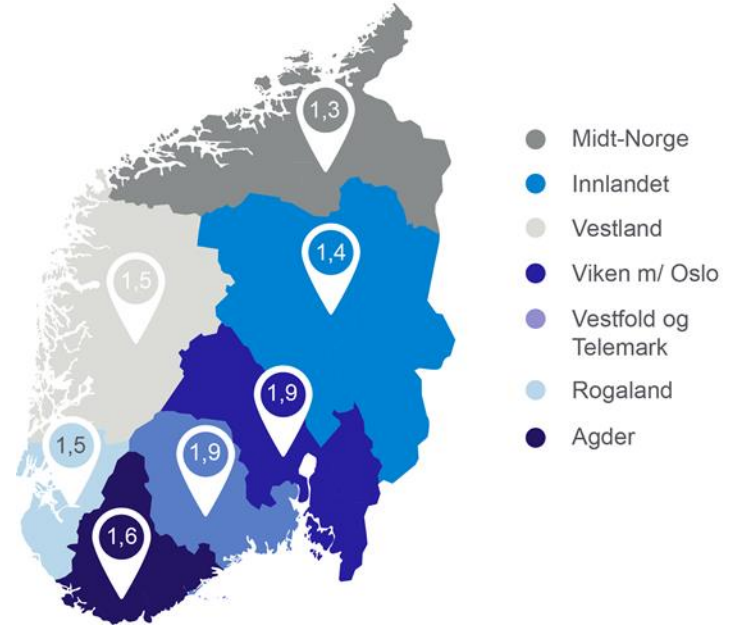 1,3
1,4
1,5
1,9
1,5
1,9
1,6
Midt-Norge
Innlandet
Vestland
Viken m/ Oslo
Vestfold og
Telemark
Rogaland
Agder